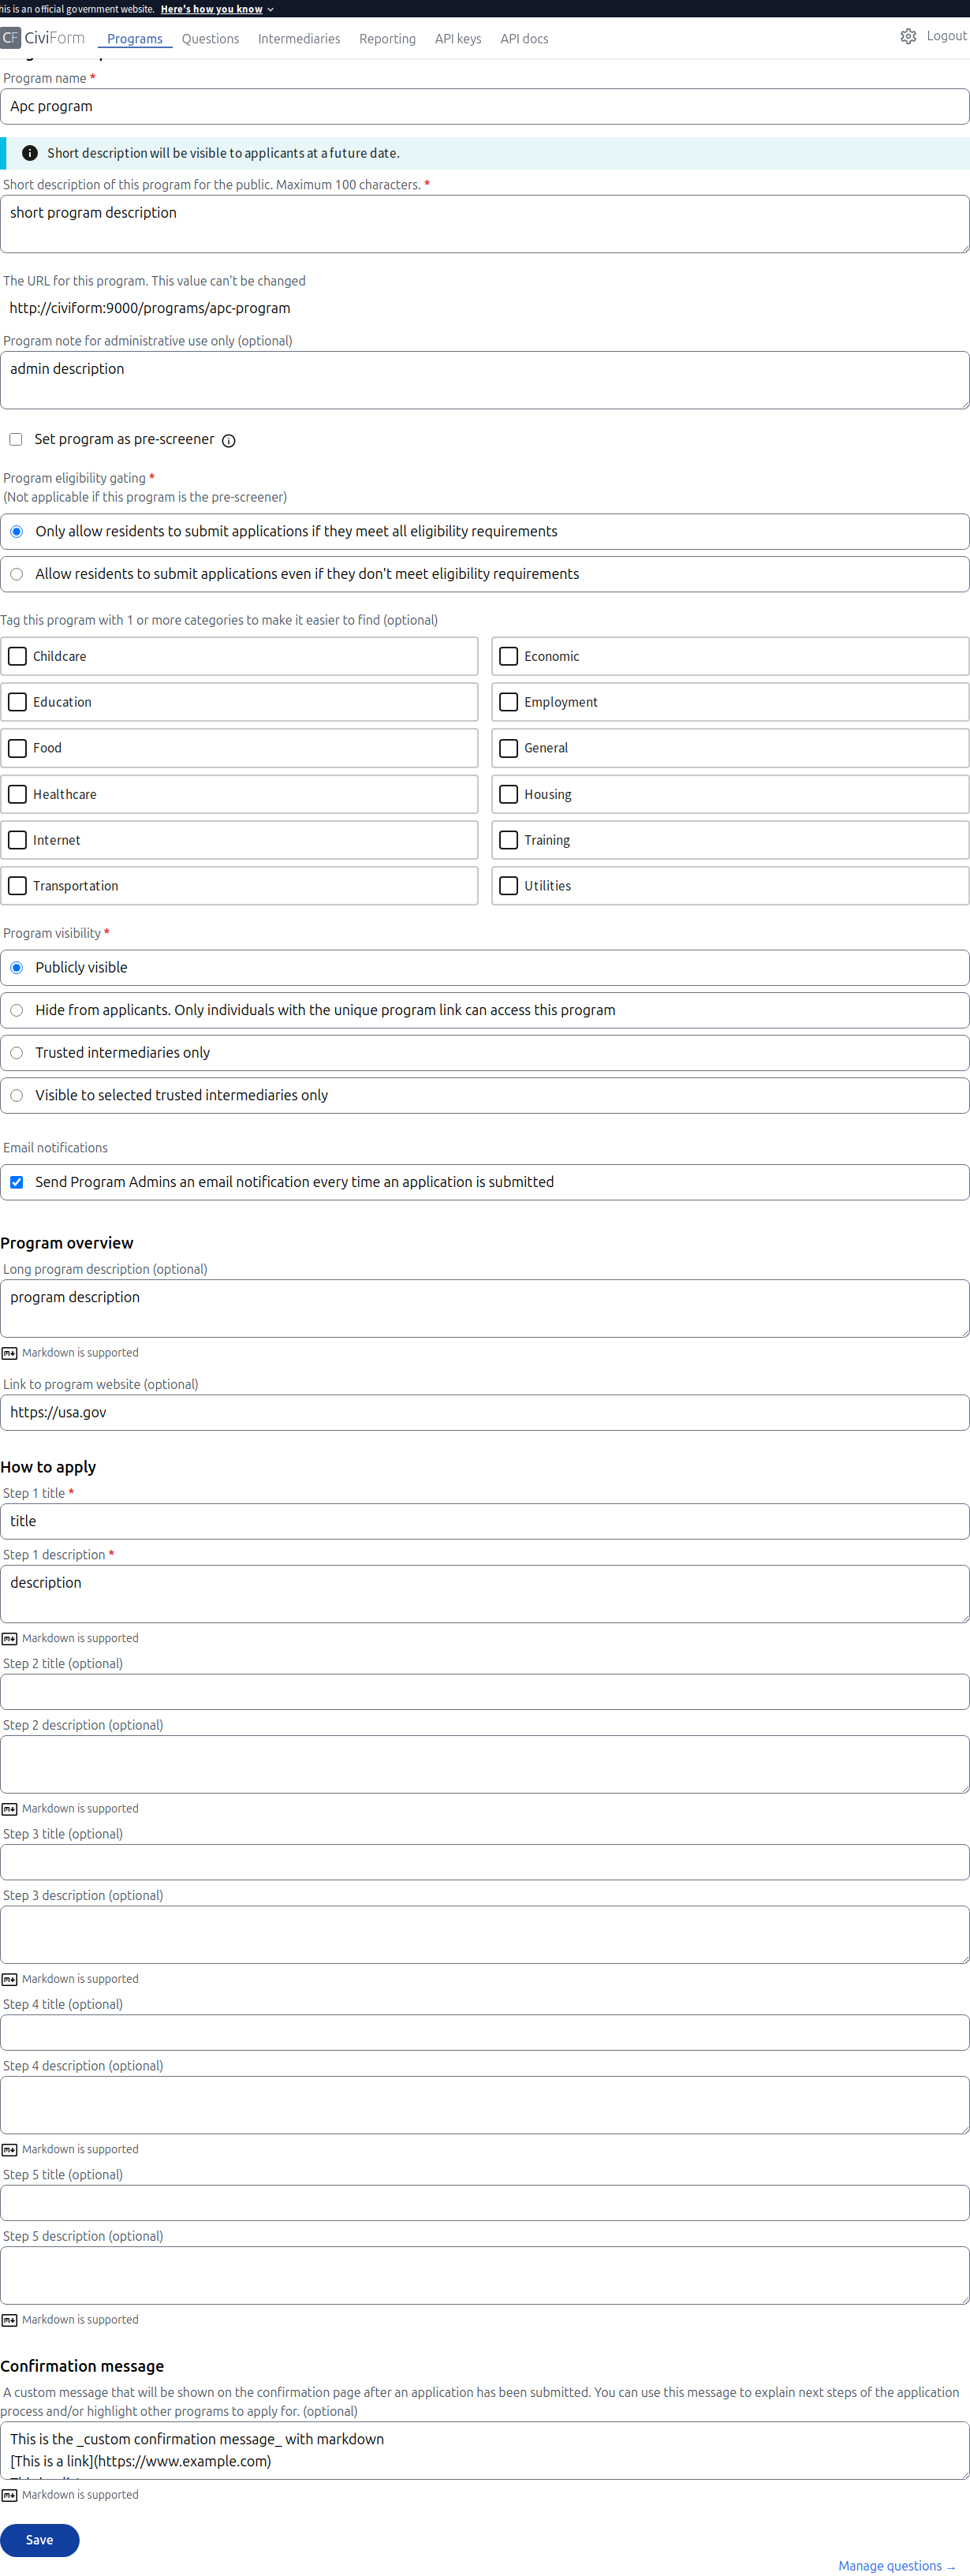 his is an official government website. Here's how you know
CF CiviForm Programs Questions Intermediaries Reporting API keys API docs Logout
Program name *
Apc program
Short description will be visible to applicants at a future date.
Short description of this program for the public. Maximum 100 characters. *
short program description
The URL for this program. This value can't be changed
http://civiform:9000/programs/apc-program
Program note for administrative use only (optional)
admin description
Set program as pre-screener
Program eligibility gating *
(Not applicable if this program is the pre-screener)
Only allow residents to submit applications if they meet all eligibility requirements
Allow residents to submit applications even if they don't meet eligibility requirements
Tag this program with 1 or more categories to make it easier to find (optional)
Childcare Economic
Education Employment
Food General
Healthcare Housing
Internet Training
Transportation Utilities
Program visibility *
Publicly visible
Hide from applicants. Only individuals with the unique program link can access this program
Trusted intermediaries only
Visible to selected trusted intermediaries only
Email notifications
Send Program Admins an email notification every time an application is submitted
Program overview
Long program description (optional)
program description
Markdown is supported
Link to program website (optional)
https://usa.gov
How to apply
Step 1 title *
title
Step 1 description *
description
Markdown is supported
Step 2 title (optional)
Step 2 description (optional)
Markdown is supported
Step 3 title (optional)
Step 3 description (optional)
Markdown is supported
Step 4 title (optional)
Step 4 description (optional)
Markdown is supported
Step 5 title (optional)
Step 5 description (optional)
Markdown is supported
Confirmation message
A custom message that will be shown on the confirmation page after an application has been submitted. You can use this message to explain next steps of the application
process and/or highlight other programs to apply for. (optional)
This is the _custom confirmation message_ with markdown
[This is a link](https://www.example.com)
Markdown is supported
Save
Manage questions →